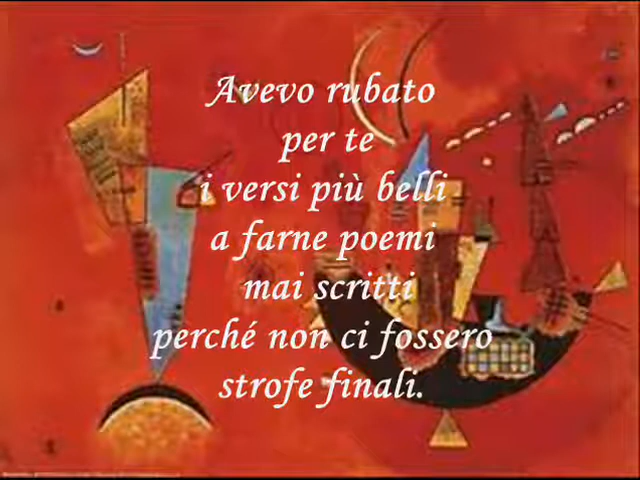 Avevo rubato
per te
i versi più belli
a farne poemi
mai scritti
perché non ci fossero
strofe finali.